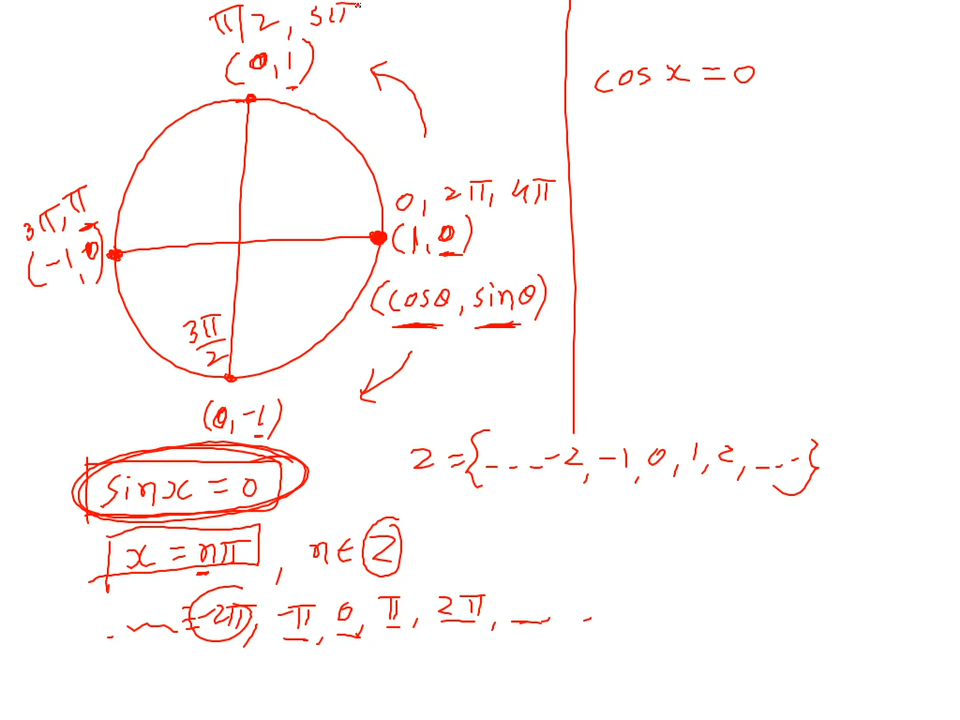 π/2, 5π
(0, 1)
cos x = 0
3π, π
(-1, 0)
0, 2π, 4π
(1, 0)
(cosθ, sinθ)
3π/2
(0, -1)
Z = {... -2, -1, 0, 1, 2, ...}
sinx = 0
x = nπ, n ∈ Z
... -2π, -π, 0, π, 2π, ...